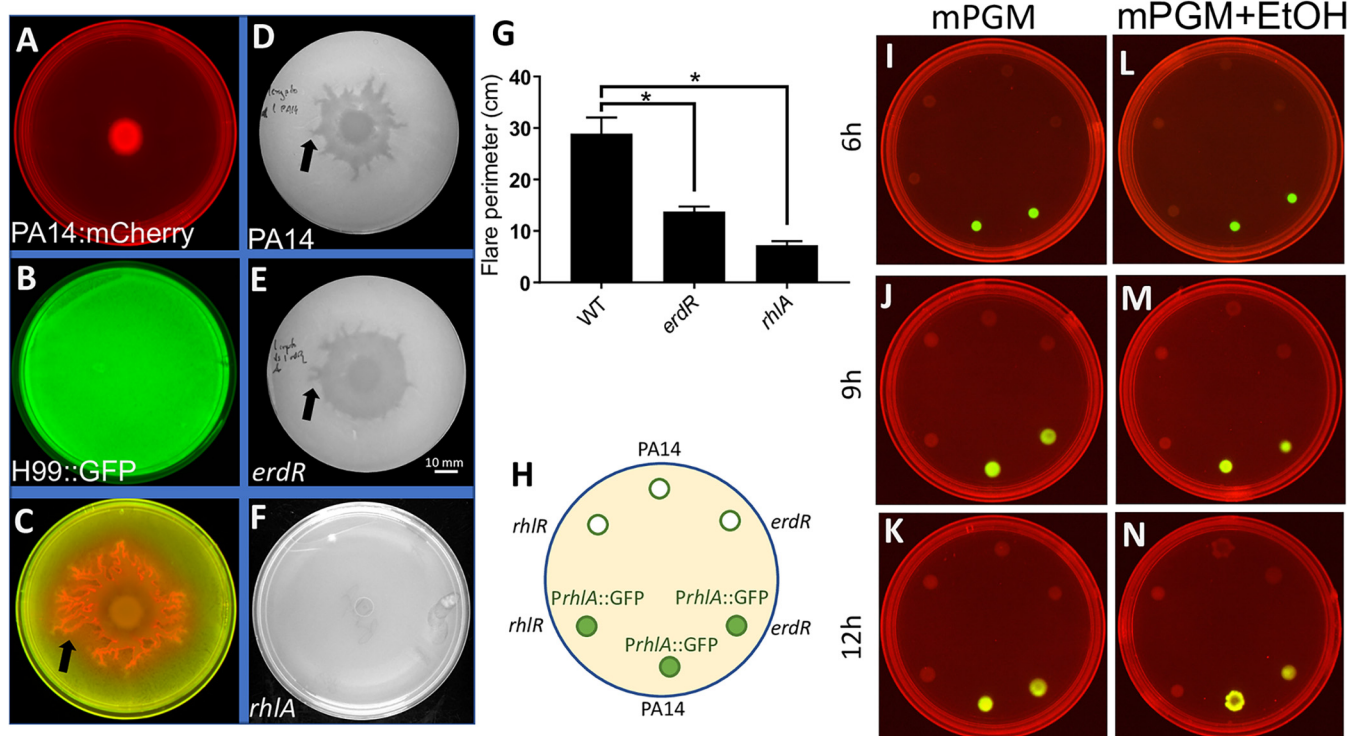 A
PA14:mCherry
B
H99::GFP
C
D
PA14
E
erdR
10 mm
F
rhlA
G
Flare perimeter (cm)
40
30
20
10
0
*
*
WT
erdR
rhlA
H
PA14
rhlR
erdR
PrhlA::GFP
PrhlA::GFP
rhlR
erdR
PrhlA::GFP
PA14
mPGM
mPGM+EtOH
6h
I
L
9h
J
M
12h
K
N